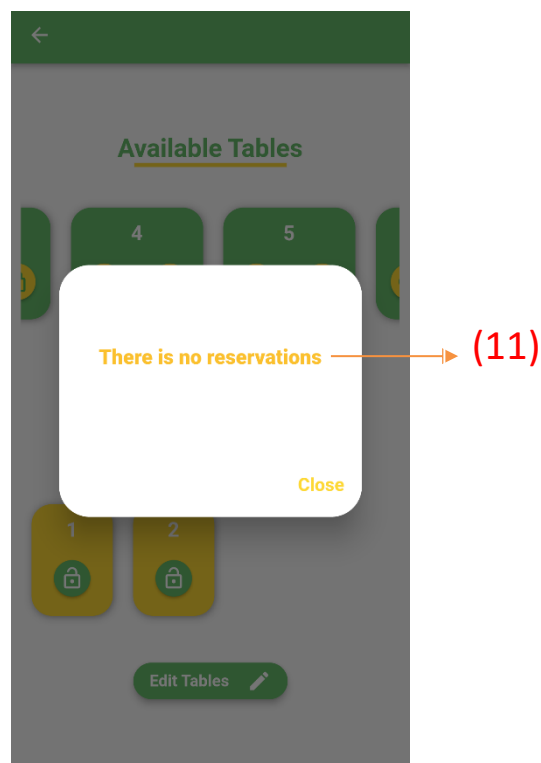 Available Tables
4 5
There is no reservations
(11)
Close
1 2
Edit Tables